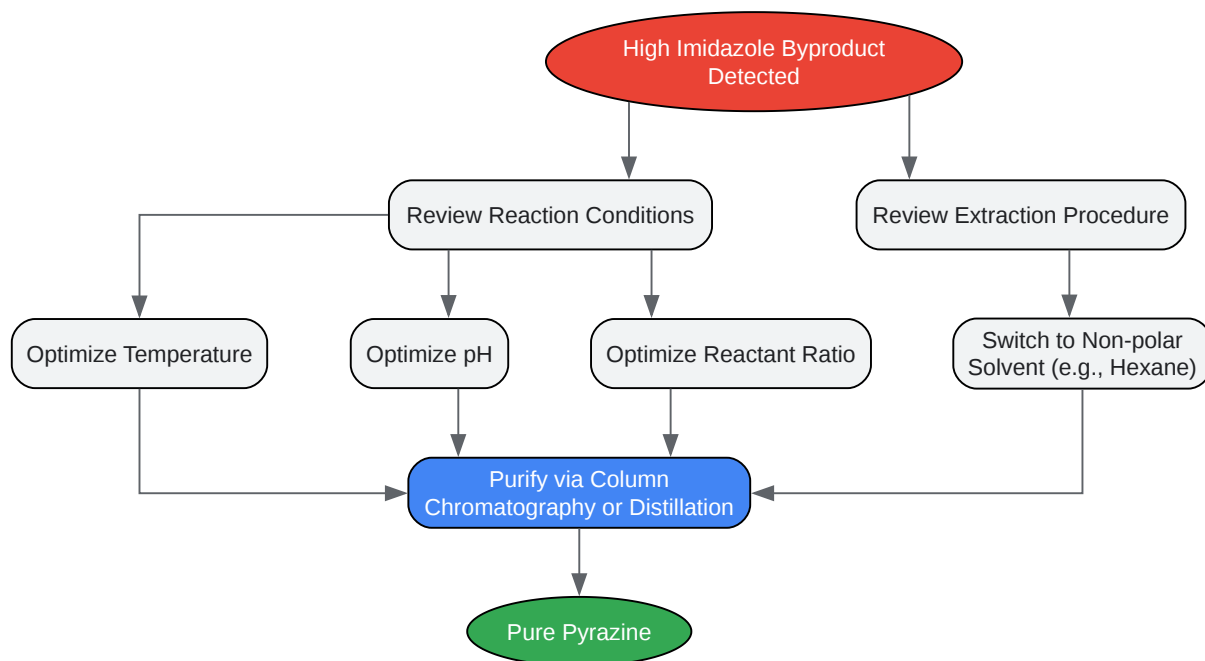 High Imidazole Byproduct
Detected
Review Reaction Conditions
Review Extraction Procedure
Optimize Temperature
Optimize pH
Optimize Reactant Ratio
Switch to Non-polar
Solvent (e.g., Hexane)
Purify via Column
Chromatography or Distillation
Pure Pyrazine